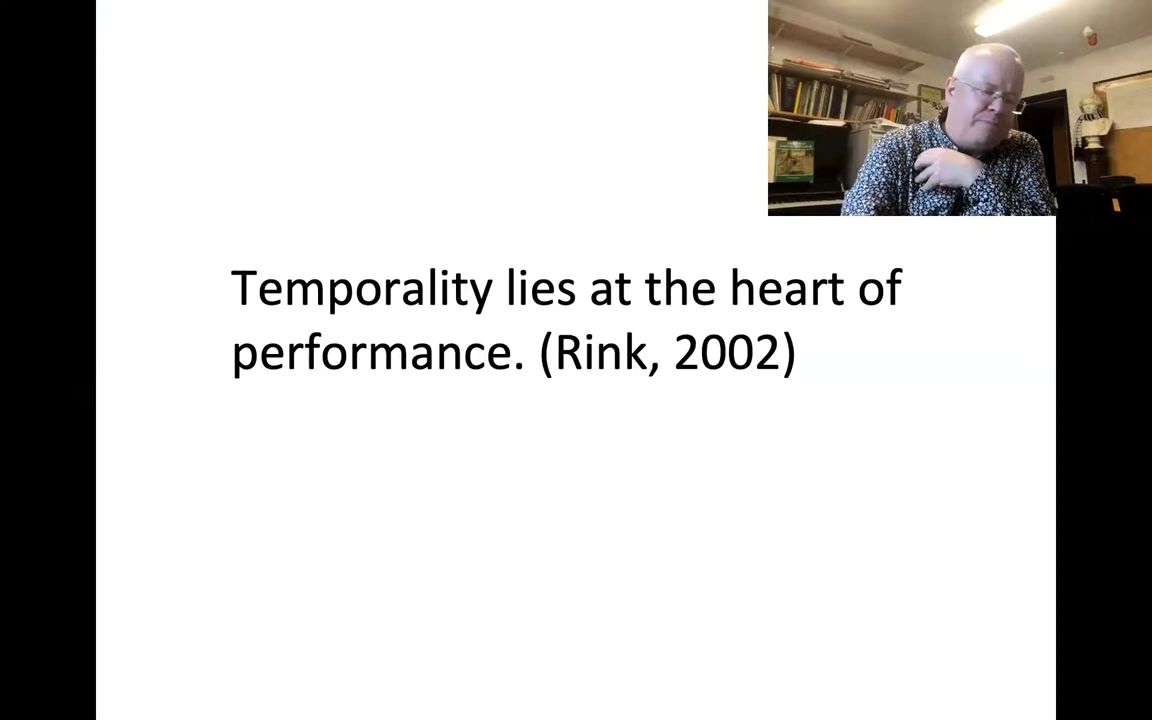 Temporality lies at the heart of
performance. (Rink, 2002)